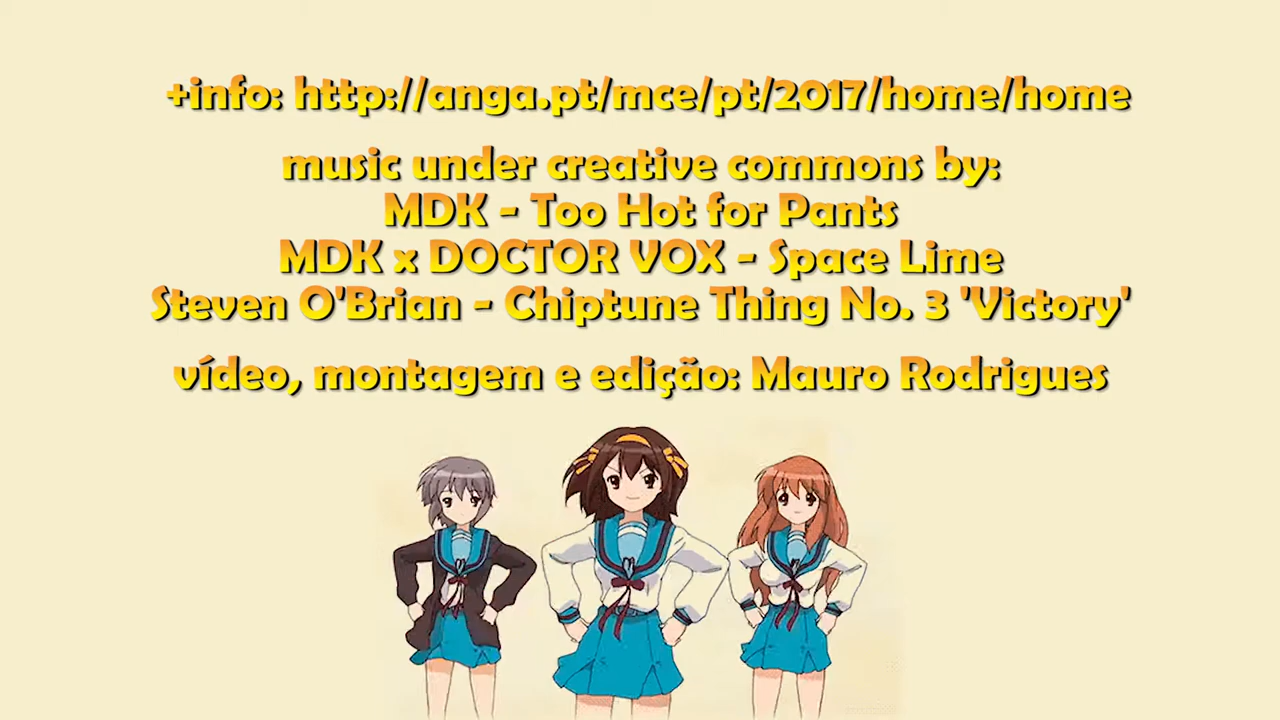 +info: http://anga.pt/mce/pt/2017/home/home
music under creative commons by:
MDK - Too Hot for Pants
MDK x DOCTOR VOX - Space Lime
Steven O'Brian - Chiptune Thing No. 3 'Victory'
vídeo, montagem e edição: Mauro Rodrigues